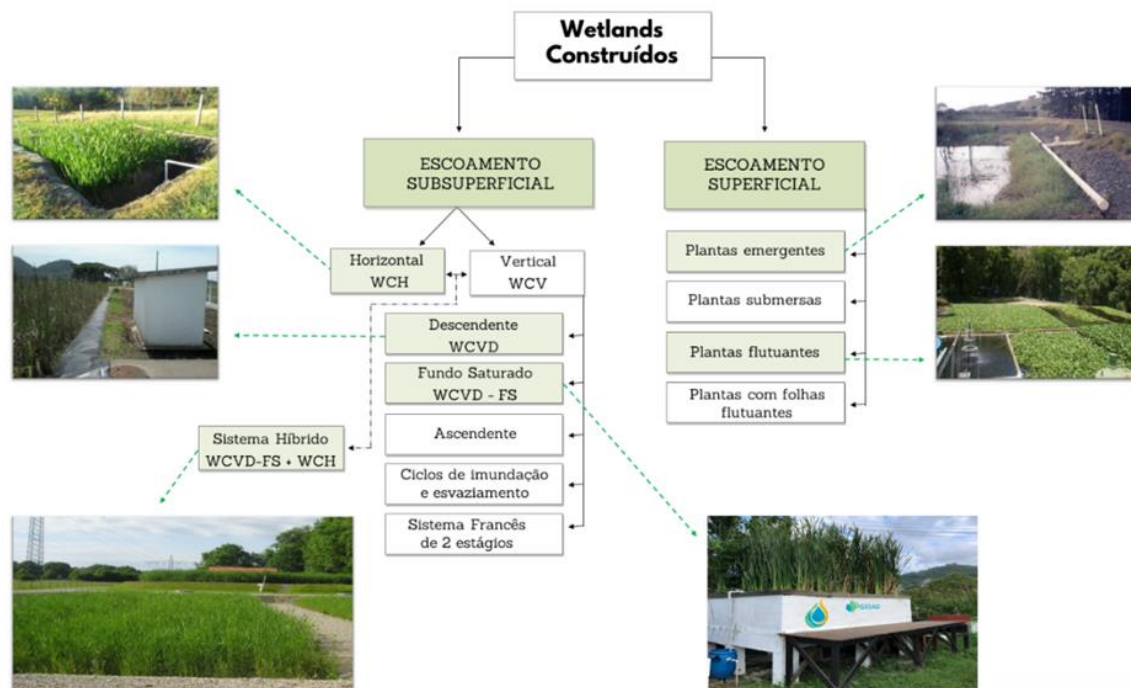 Wetlands
Construídos
ESCOAMENTO
SUBSUPERFICIAL
ESCOAMENTO
SUPERFICIAL
Horizontal
WCH
Vertical
WCV
Descendente
WCVD
Fundo Saturado
WCVD - FS
Ascendente
Ciclos de imundação
e esvaziamento
Sistema Francês
de 2 estágios
Sistema Híbrido
WCVD-FS + WCH
Plantas emergentes
Plantas submersas
Plantas flutuantes
Plantas com folhas
flutuantes